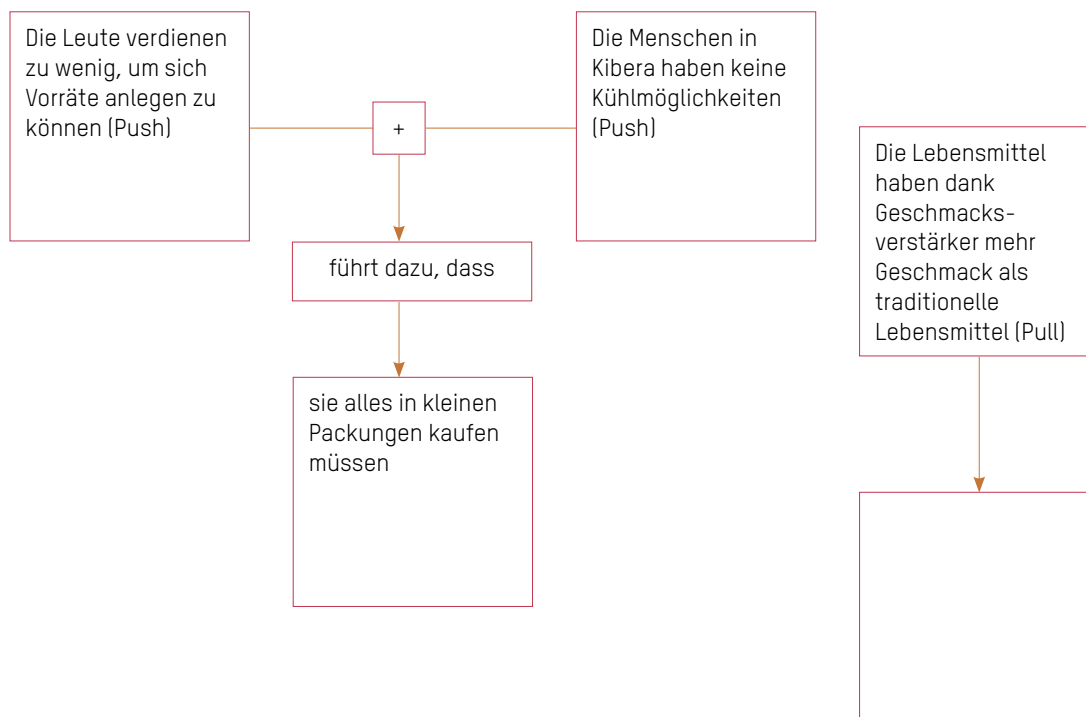 Die Leute verdienen
zu wenig, um sich
Vorräte anlegen zu
können (Push)
+
Die Menschen in
Kibera haben keine
Kühlmöglichkeiten
(Push)
führt dazu, dass
sie alles in kleinen
Packungen kaufen
müssen
Die Lebensmittel
haben dank
Geschmacks-
verstärker mehr
Geschmack als
traditionelle
Lebensmittel (Pull)